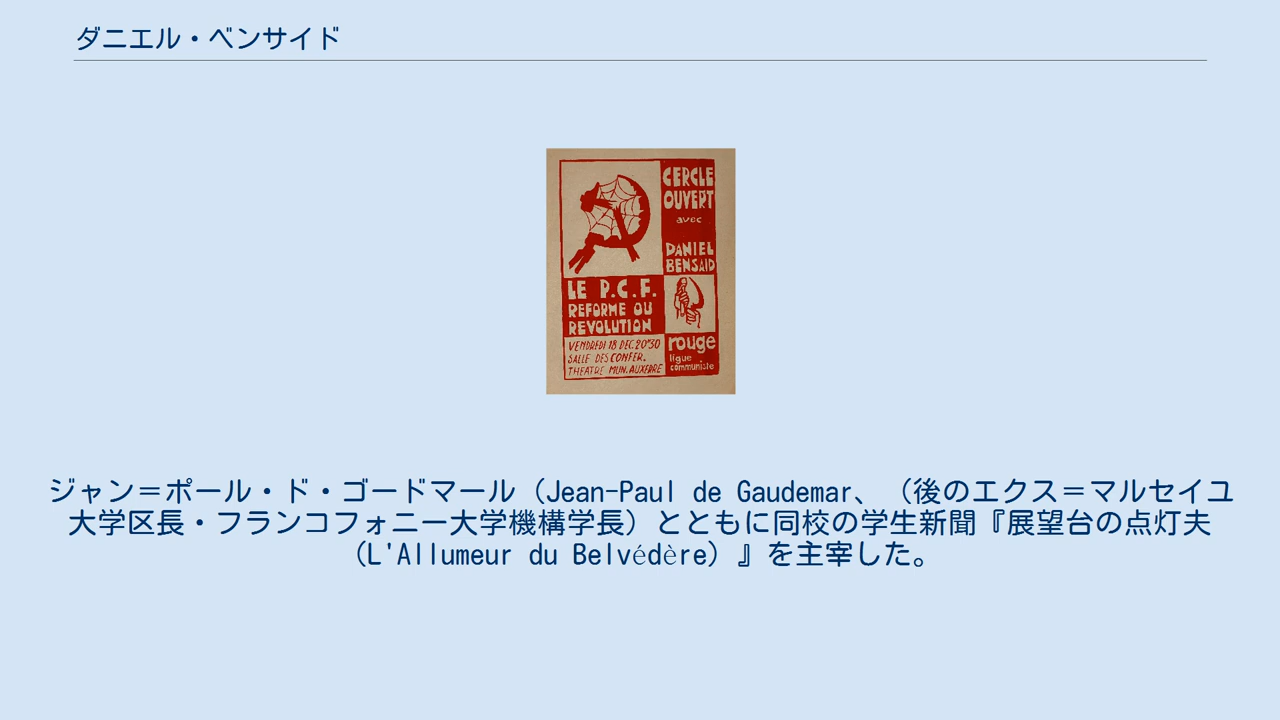 ダニエル・ベンサイド
CERCLE
OUVERT
avec
DANIEL
BENSAID
LE P.C.F.
REFORME OU
REVOLUTION
VENDREDI 18 DEC 20*30
SALLE DES CONFER.
THEATRE MUN. AUXERRE
rouge
ligue
communiste
ジャン＝ポール・ド・ゴードマール（Jean-Paul de Gaudemar、（後のエクス＝マルセイユ
大学区長・フランコフォニー大学機構学長）とともに同校の学生新聞『展望台の点灯夫
（L'Allumeur du Belvédère）』を主宰した。